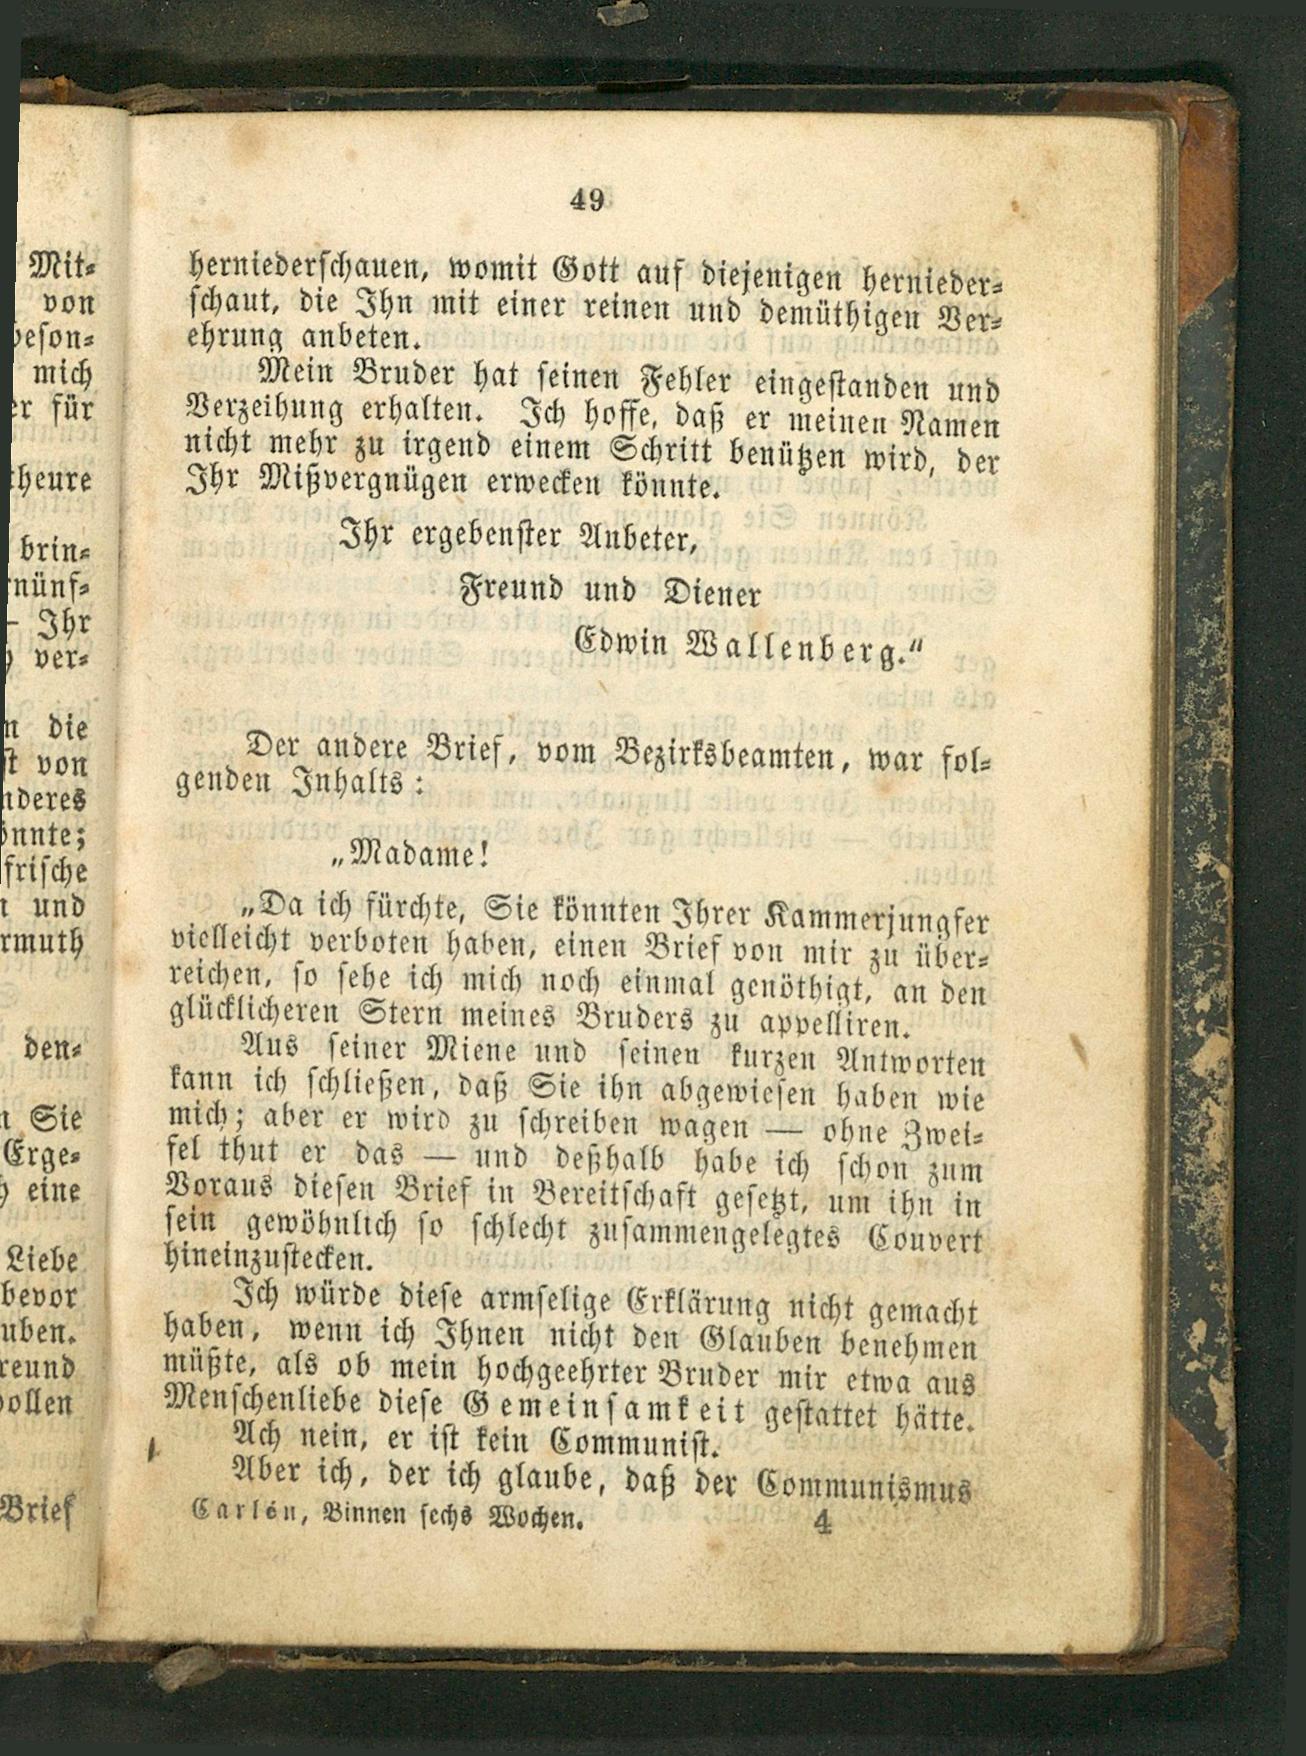 49
herniederschauen, womit Gott auf diejenigen hernieder-
schaut, die Ihn mit einer reinen und demüthigen Ver-
ehrung anbeten.
Mein Bruder hat seinen Fehler eingestanden und
Verzeihung erhalten. Ich hoffe, daß er meinen Namen
nicht mehr zu irgend einem Schritt benützen wird, der
Ihr Mißvergnügen erwecken könnte.
Ihr ergebenster Anbeter,
Freund und Diener
Edwin Wallenberg.“
Der andere Brief, vom Bezirksbeamten, war fol-
genden Inhalts:
„Madame!
„Da ich fürchte, Sie könnten Ihrer Kammerjungfer
vielleicht verboten haben, einen Brief von mir zu über-
reichen, so sehe ich mich noch einmal genöthigt, an den
glücklicheren Stern meines Bruders zu appelliren.
Aus seiner Miene und seinen kurzen Antworten
kann ich schließen, daß Sie ihn abgewiesen haben wie
mich; aber er wird zu schreiben wagen — ohne Zwei-
fel thut er das — und deßhalb habe ich schon zum
Voraus diesen Brief in Bereitschaft gesetzt, um ihn in
sein gewöhnlich so schlecht zusammengelegtes Couvert
hineinzustecken.
Ich würde diese armselige Erklärung nicht gemacht
haben, wenn ich Ihnen nicht den Glauben benehmen
müßte, als ob mein hochgeehrter Bruder mir etwa aus
Menschenliebe diese Gemeinsamkeit gestattet hätte.
Ach nein, er ist kein Communist.
Aber ich, der ich glaube, daß der Communismus
Carlén, Binnen sechs Wochen. 4